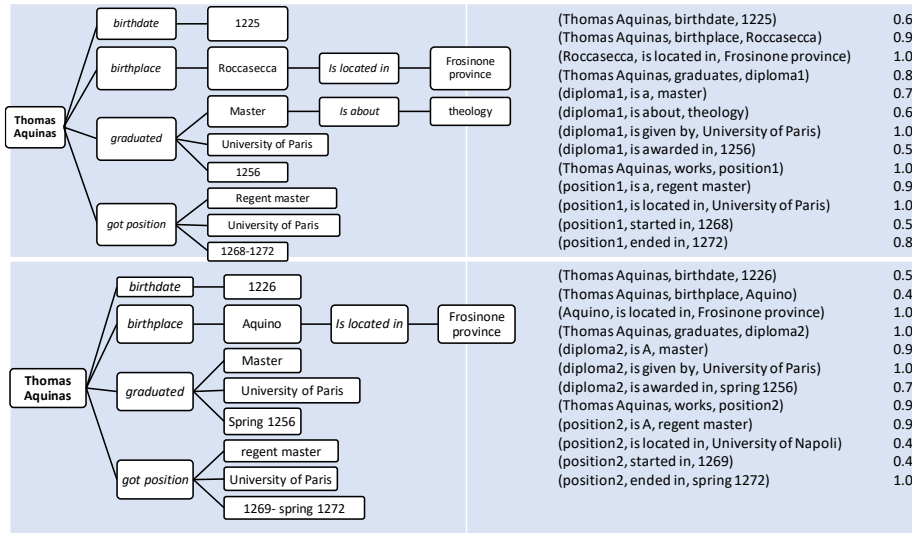 birthdate
1225
birthplace
Roccasecca
Is located in
Frosinone
province
Thomas
Aquinas
graduated
Master
Is about
theology
University of Paris
1256
got position
Regent master
University of Paris
1268-1272
(Thomas Aquinas, birthdate, 1225) 0.6
(Thomas Aquinas, birthplace, Roccasecca) 0.9
(Roccasecca, is located in, Frosinone province) 1.0
(Thomas Aquinas, graduates, diploma1) 0.8
(diploma1, is a, master) 0.7
(diploma1, is about, theology) 0.6
(diploma1, is given by, University of Paris) 1.0
(diploma1, is awarded in, 1256) 0.5
(Thomas Aquinas, works, position1) 1.0
(position1, is a, regent master) 0.9
(position1, is located in, University of Paris) 1.0
(position1, started in, 1268) 0.5
(position1, ended in, 1272) 0.8
birthdate
1226
birthplace
Aquino
Is located in
Frosinone
province
Thomas
Aquinas
graduated
Master
University of Paris
Spring 1256
got position
regent master
University of Paris
1269- spring 1272
(Thomas Aquinas, birthdate, 1226) 0.5
(Thomas Aquinas, birthplace, Aquino) 0.4
(Aquino, is located in, Frosinone province) 1.0
(Thomas Aquinas, graduates, diploma2) 1.0
(diploma2, is A, master) 0.9
(diploma2, is given by, University of Paris) 1.0
(diploma2, is awarded in, spring 1256) 0.7
(Thomas Aquinas, works, position2) 0.9
(position2, is A, regent master) 0.9
(position2, is located in, University of Napoli) 0.4
(position2, started in, 1269) 0.4
(position2, ended in, spring 1272) 1.0